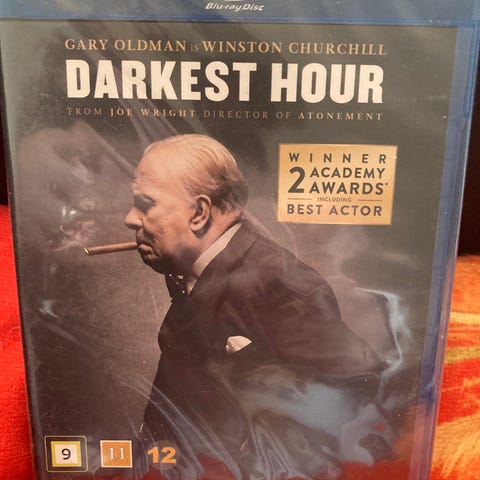 Blu-ray Disc
GARY OLDMAN IS WINSTON CHURCHILL
DARKEST HOUR
FROM JOE WRIGHT DIRECTOR OF ATONEMENT
WINNER
2 ACADEMY
AWARDS*
INCLUDING
BEST ACTOR
9 11 12